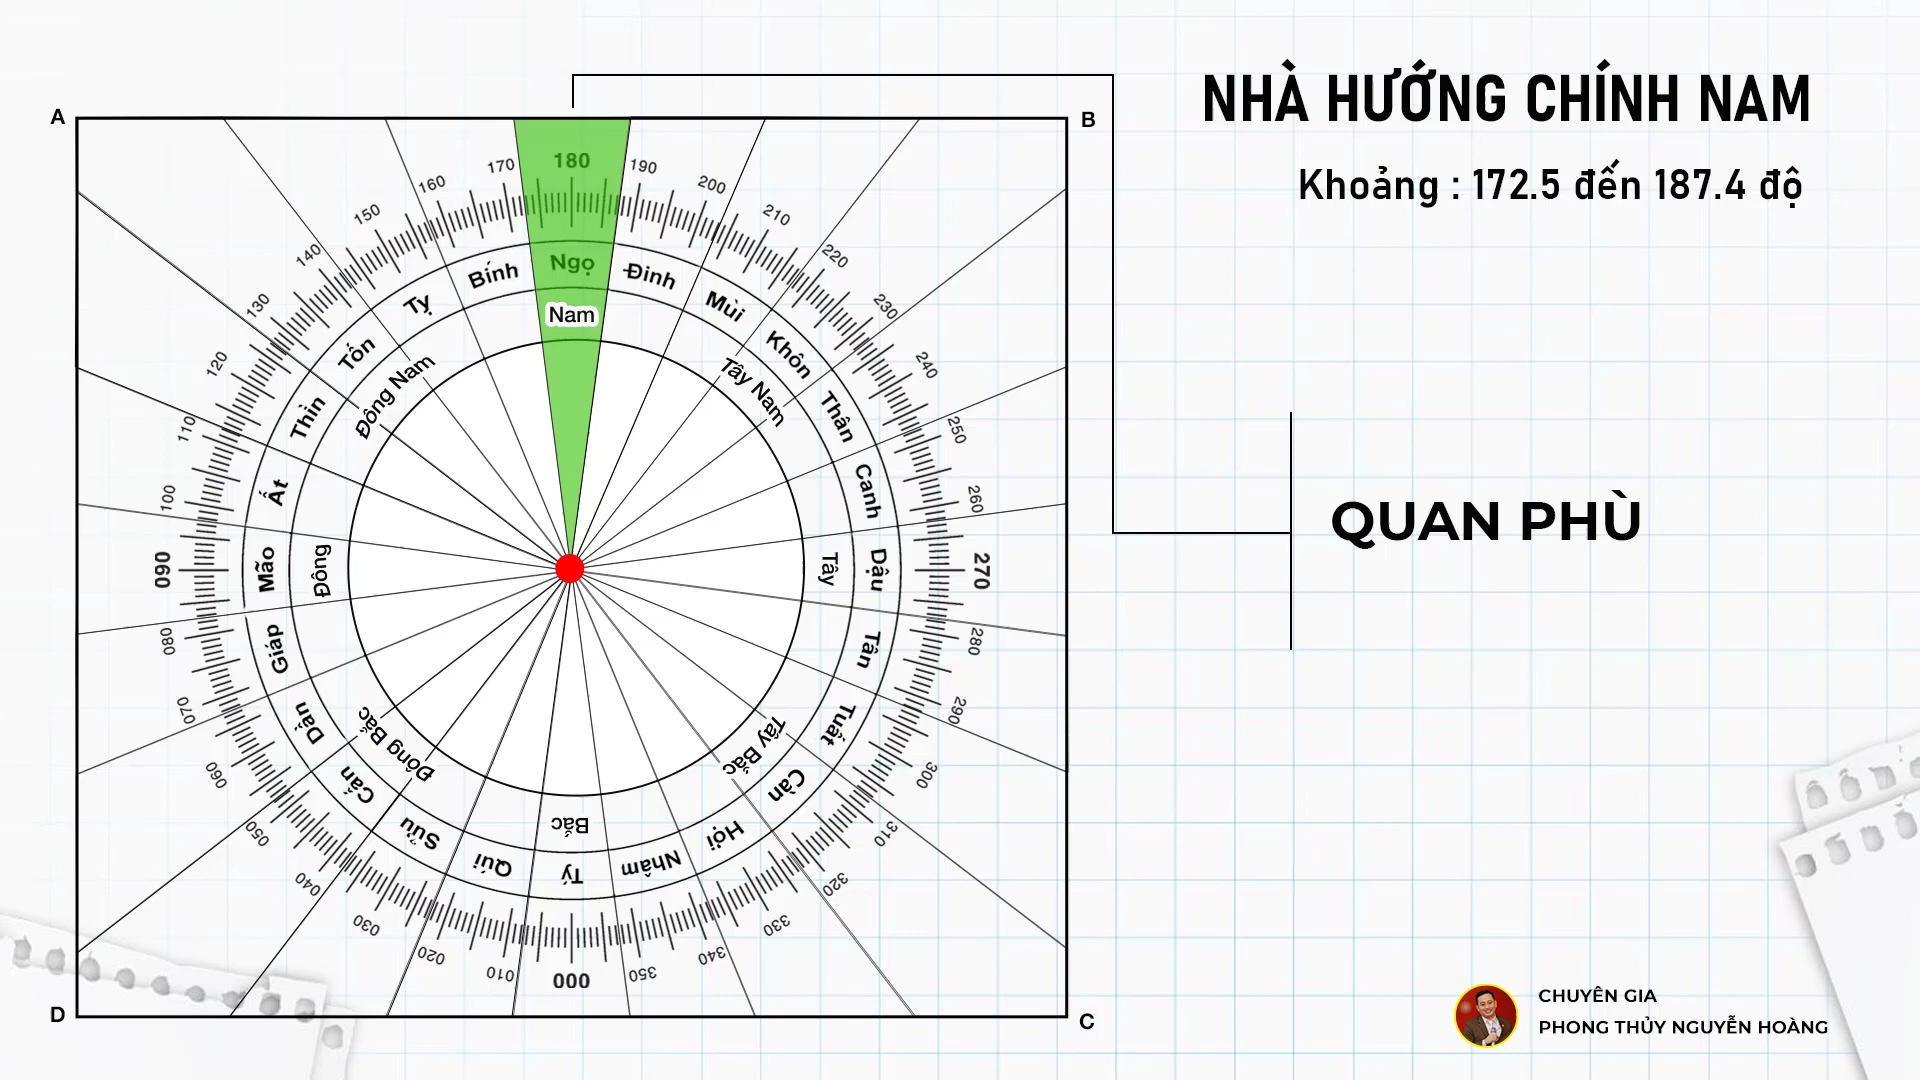 NHÀ HƯỚNG CHÍNH NAM
Khoảng : 172.5 đến 187.4 độ
A
B
C
D
QUAN PHÙ
180
190
200
210
220
230
240
250
260
270
280
290
300
310
320
330
340
350
000
010
020
030
040
050
060
070
080
090
100
110
120
130
140
150
160
170
Ngọ
Đinh
Mùi
Khôn
Thân
Canh
Dậu
Tân
Tuất
Càn
Hợi
Nhâm
Tý
Quí
Sửu
Cấn
Dần
Giáp
Mão
Ất
Thìn
Tốn
Tỵ
Bính
Nam
Tây Nam
Tây
Tây Bắc
Bắc
Đông Bắc
Đông
Đông Nam
CHUYÊN GIA
PHONG THỦY NGUYỄN HOÀNG